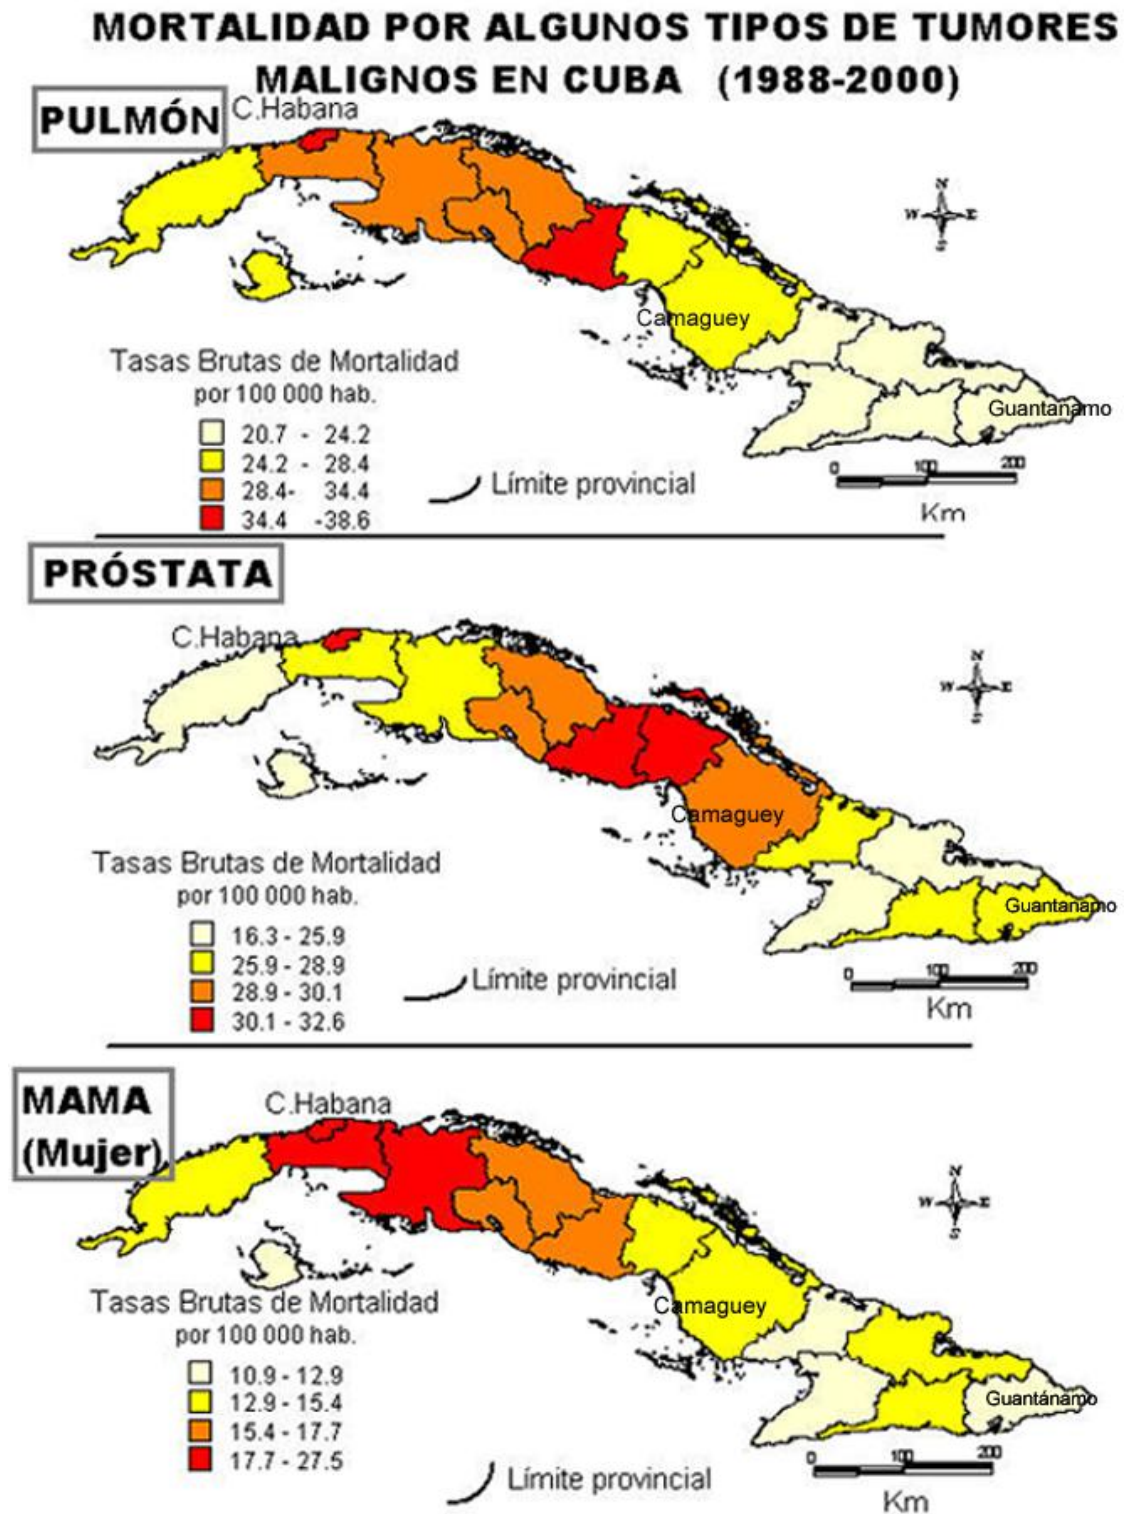 MORTALIDAD POR ALGUNOS TIPOS DE TUMORES
MALIGNOS EN CUBA (1988-2000)
PULMÓN
C.Habana
N
W E
S
Camaguey
Tasas Brutas de Mortalidad
por 100 000 hab.
Guantanamo
20.7 - 24.2
24.2 - 28.4
28.4- 34.4
34.4 -38.6
Límite provincial
0 100 200
Km
PRÓSTATA
C.Habana
N
W E
S
Camaguey
Tasas Brutas de Mortalidad
por 100 000 hab.
Guantanamo
16.3 - 25.9
25.9 - 28.9
28.9 - 30.1
30.1 - 32.6
Límite provincial
0 100 200
Km
MAMA
(Mujer)
C.Habana
N
W E
S
Camaguey
Tasas Brutas de Mortalidad
por 100 000 hab.
Guantánamo
10.9 - 12.9
12.9 - 15.4
15.4 - 17.7
17.7 - 27.5
Límite provincial
0 100 200
Km